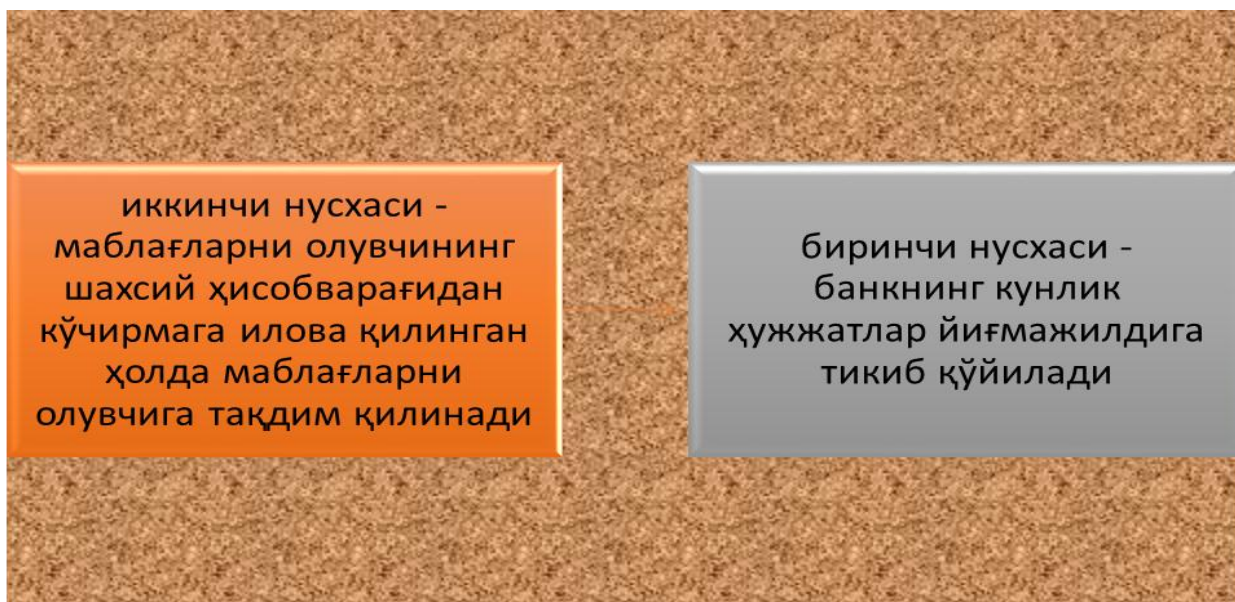 иккинчи нусхаси -
маблағларни олувчининг
шахсий ҳисобварағидан
кўчирмага илова қилинган
ҳолда маблағларни
олувчига тақдим қилинади
биринчи нусхаси -
банкнинг кунлик
ҳужжатлар йиғмажилдига
тикиб қўйилади